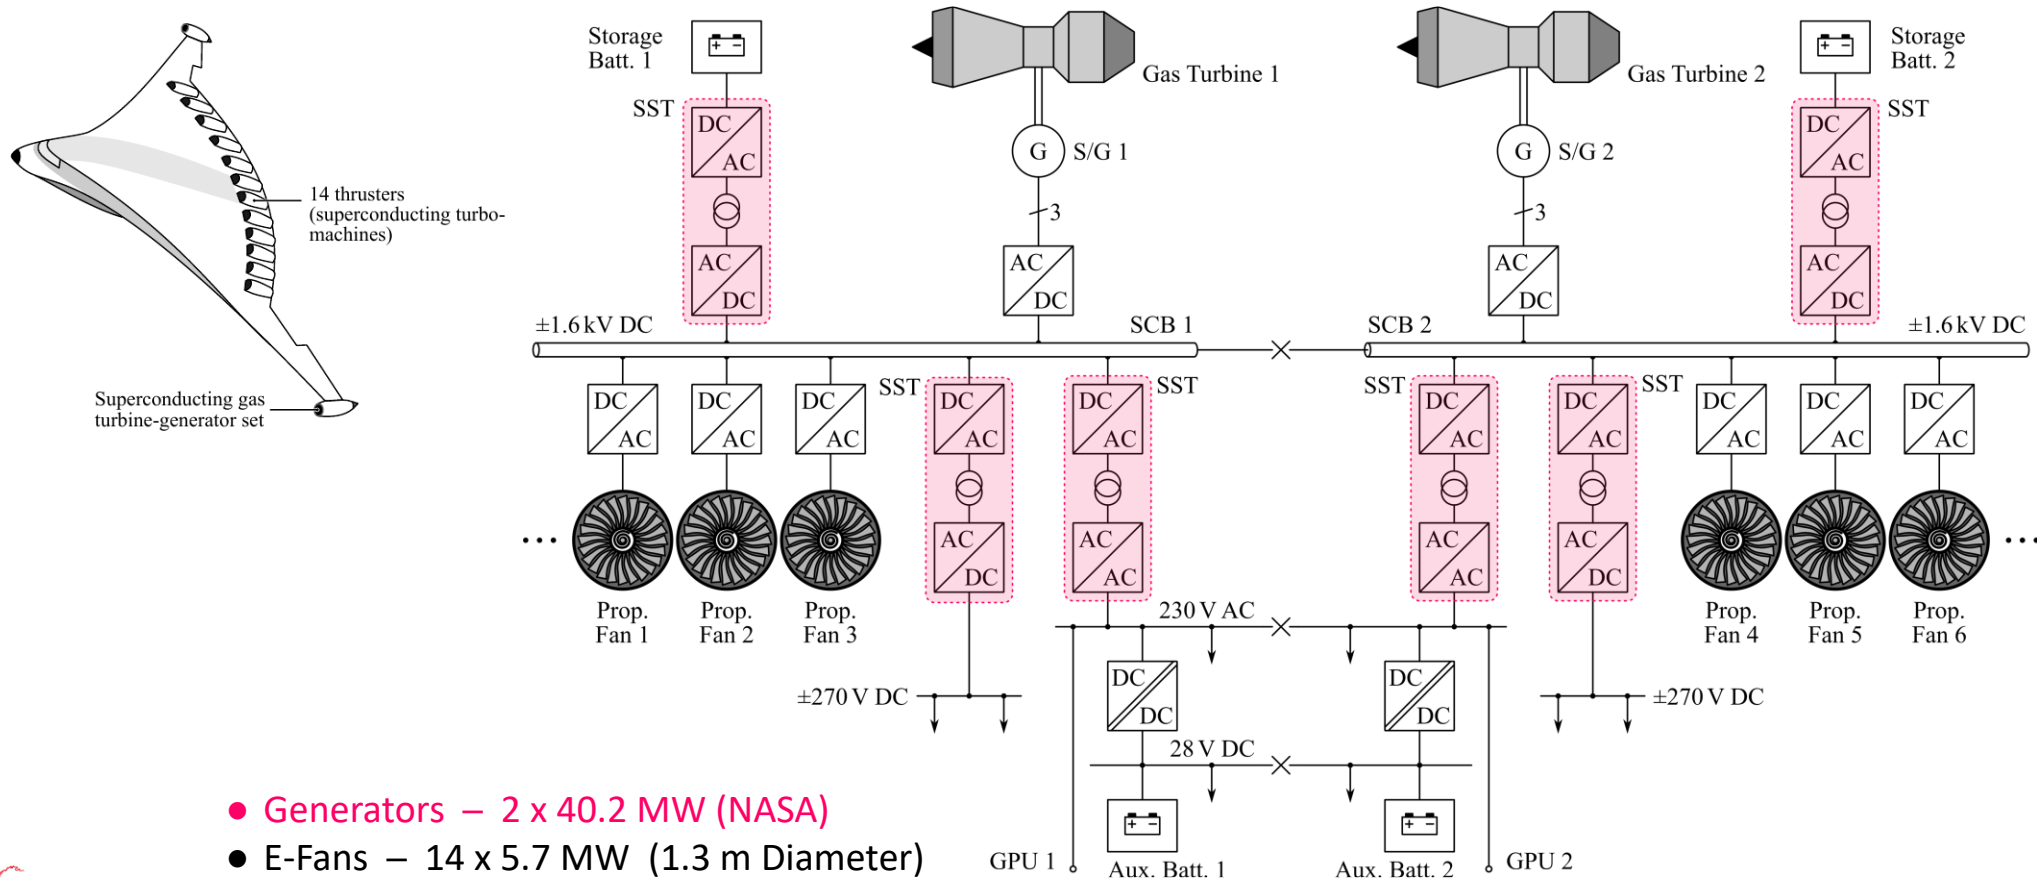 Storage
Batt. 1
SST
DC
AC
AC
DC
Gas Turbine 1
G
S/G 1
3
AC
DC
Gas Turbine 2
G
S/G 2
3
AC
DC
Storage
Batt. 2
SST
DC
AC
AC
DC
14 thrusters
(superconducting turbo-
machines)
Superconducting gas
turbine-generator set
±1.6 kV DC
SCB 1
SCB 2
±1.6 kV DC
DC
AC
DC
AC
DC
AC
SST
DC
AC
AC
DC
SST
DC
AC
AC
AC
SST
DC
AC
AC
AC
SST
DC
AC
AC
DC
DC
AC
DC
AC
DC
AC
...
Prop.
Fan 1
Prop.
Fan 2
Prop.
Fan 3
Prop.
Fan 4
Prop.
Fan 5
Prop.
Fan 6
...
230 V AC
±270 V DC
DC
DC
DC
DC
±270 V DC
28 V DC
GPU 1
Aux. Batt. 1
Aux. Batt. 2
GPU 2
● Generators – 2 x 40.2 MW (NASA)
● E-Fans – 14 x 5.7 MW (1.3 m Diameter)